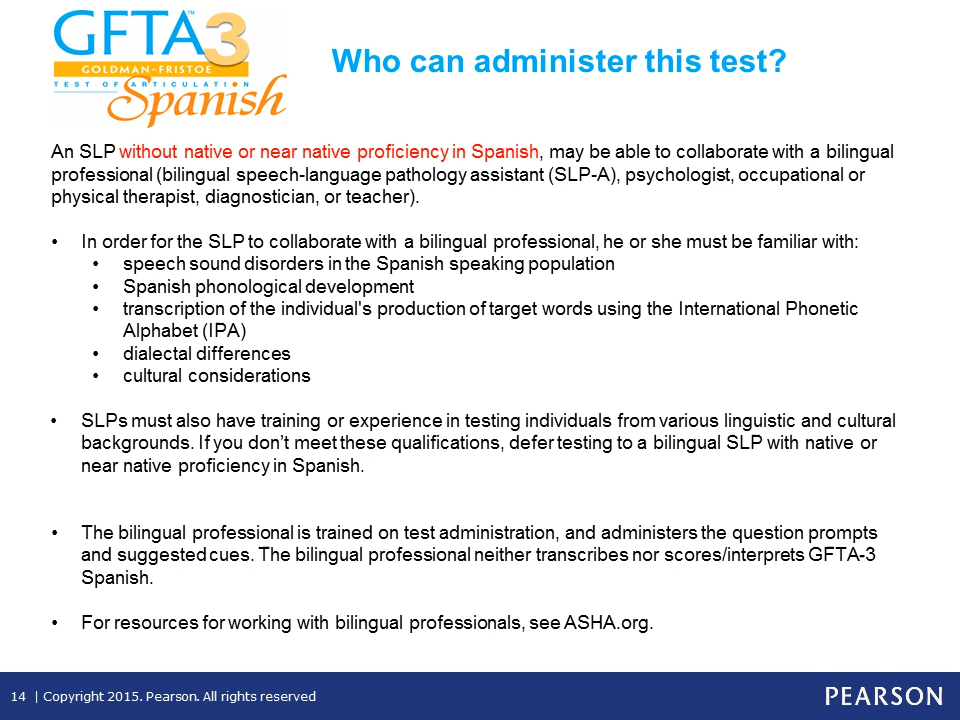 GFTA™3
GOLDMAN-FRISTOE
TEST OF ARTICULATION
Spanish
Who can administer this test?
An SLP without native or near native proficiency in Spanish, may be able to collaborate with a bilingual
professional (bilingual speech-language pathology assistant (SLP-A), psychologist, occupational or
physical therapist, diagnostician, or teacher).
• In order for the SLP to collaborate with a bilingual professional, he or she must be familiar with:
• speech sound disorders in the Spanish speaking population
• Spanish phonological development
• transcription of the individual's production of target words using the International Phonetic
Alphabet (IPA)
• dialectal differences
• cultural considerations
• SLPs must also have training or experience in testing individuals from various linguistic and cultural
backgrounds. If you don’t meet these qualifications, defer testing to a bilingual SLP with native or
near native proficiency in Spanish.
• The bilingual professional is trained on test administration, and administers the question prompts
and suggested cues. The bilingual professional neither transcribes nor scores/interprets GFTA-3
Spanish.
• For resources for working with bilingual professionals, see ASHA.org.
14 | Copyright 2015. Pearson. All rights reserved
PEARSON